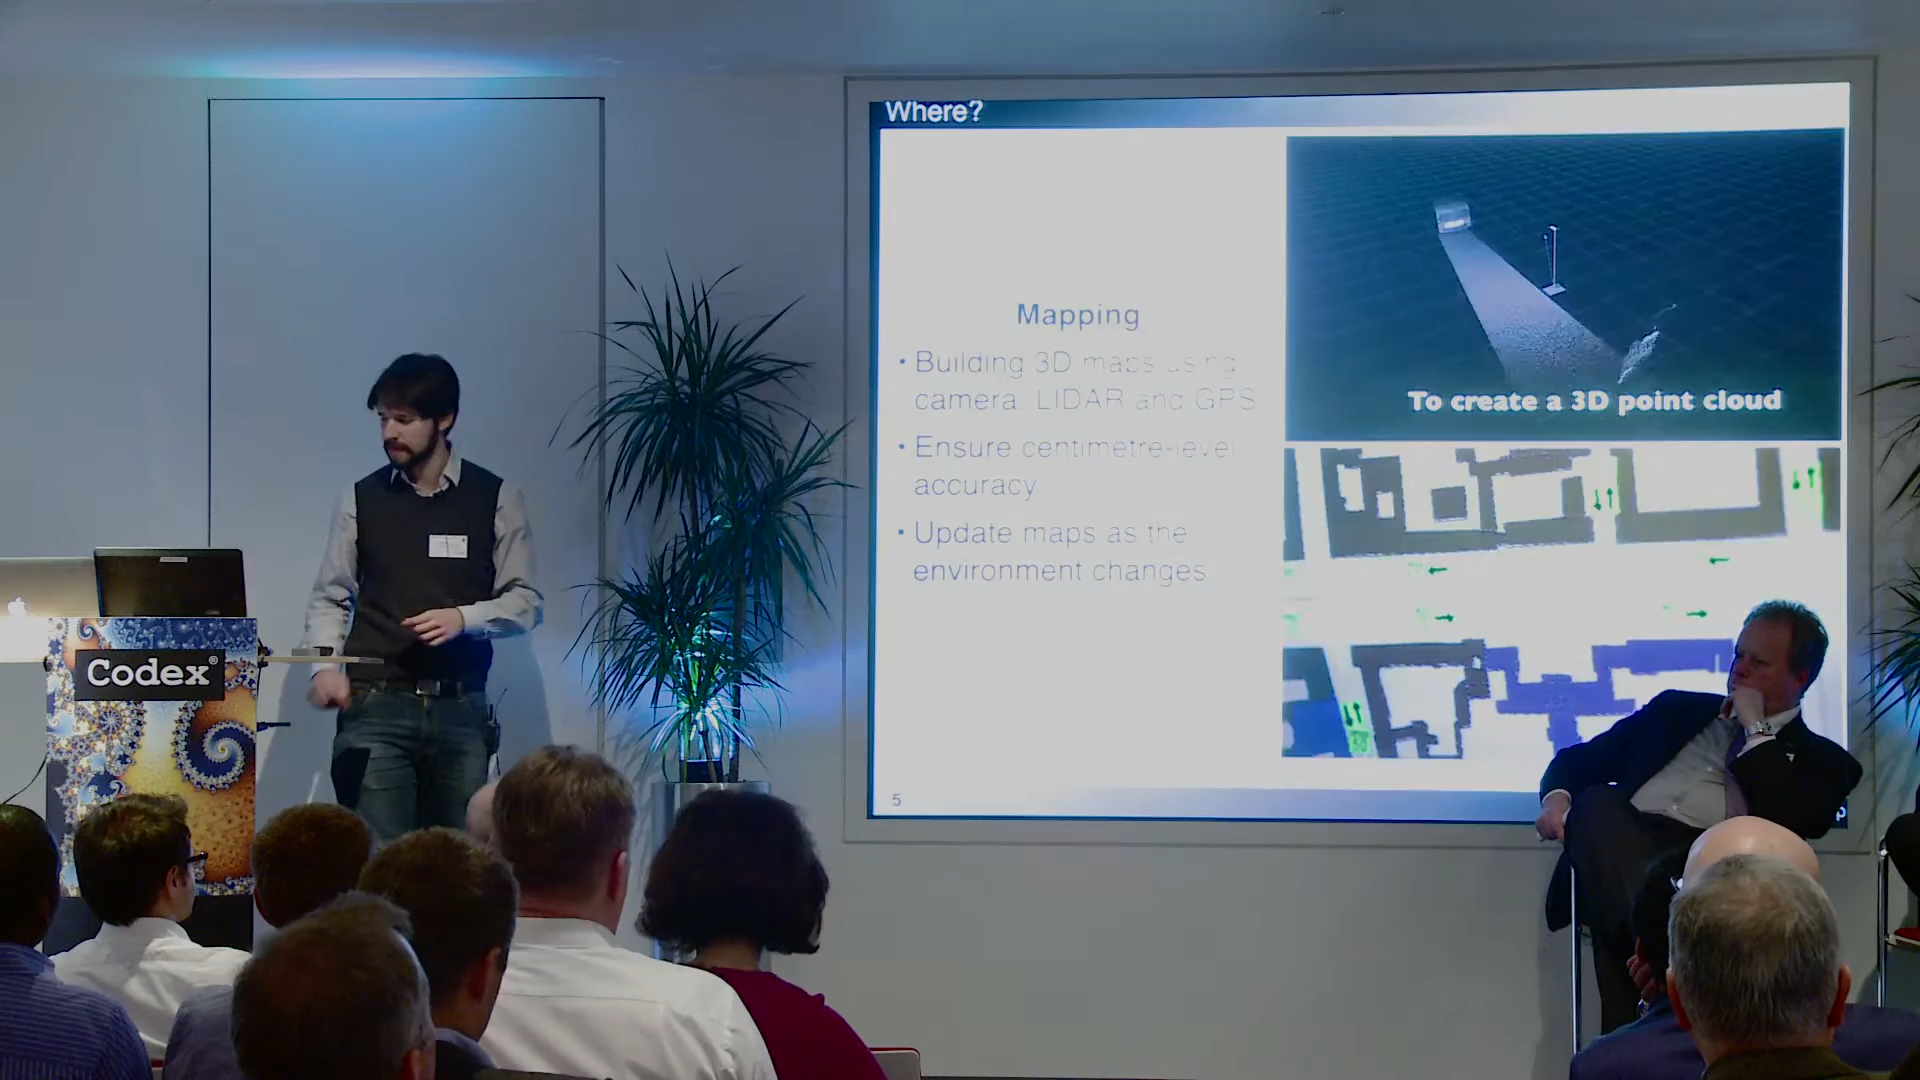 Where?
Mapping
• Building 3D maps using
camera, LIDAR and GPS
• Ensure centimetre-level
accuracy
• Update maps as the
environment changes
To create a 3D point cloud
5
Codex®